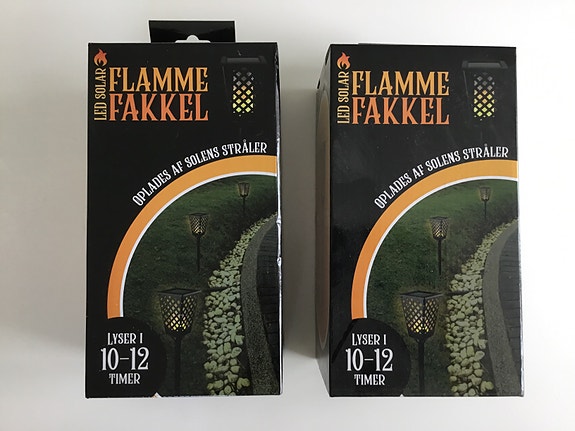 LED SOLAR
FLAMME
FAKKEL
OPLADES AF SOLENS STRÅLER
LYSER I
10-12
TIMER
LED SOLAR
FLAMME
FAKKEL
OPLADES AF SOLENS STRÅLER
LYSER I
10-12
TIMER